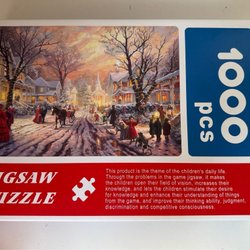 1000
pcs
JIGSAW
PUZZLE
This product is the theme of the children's daily life.
Through the problems in the game jigsaw, it makes
the children open their field of vision, increases their
knowledge, and lets the children stimulate their desire
for knowledge and enhance their understanding of things
from the game, and improve their thinking ability, judgment,
discrimination and competitive consciousness.